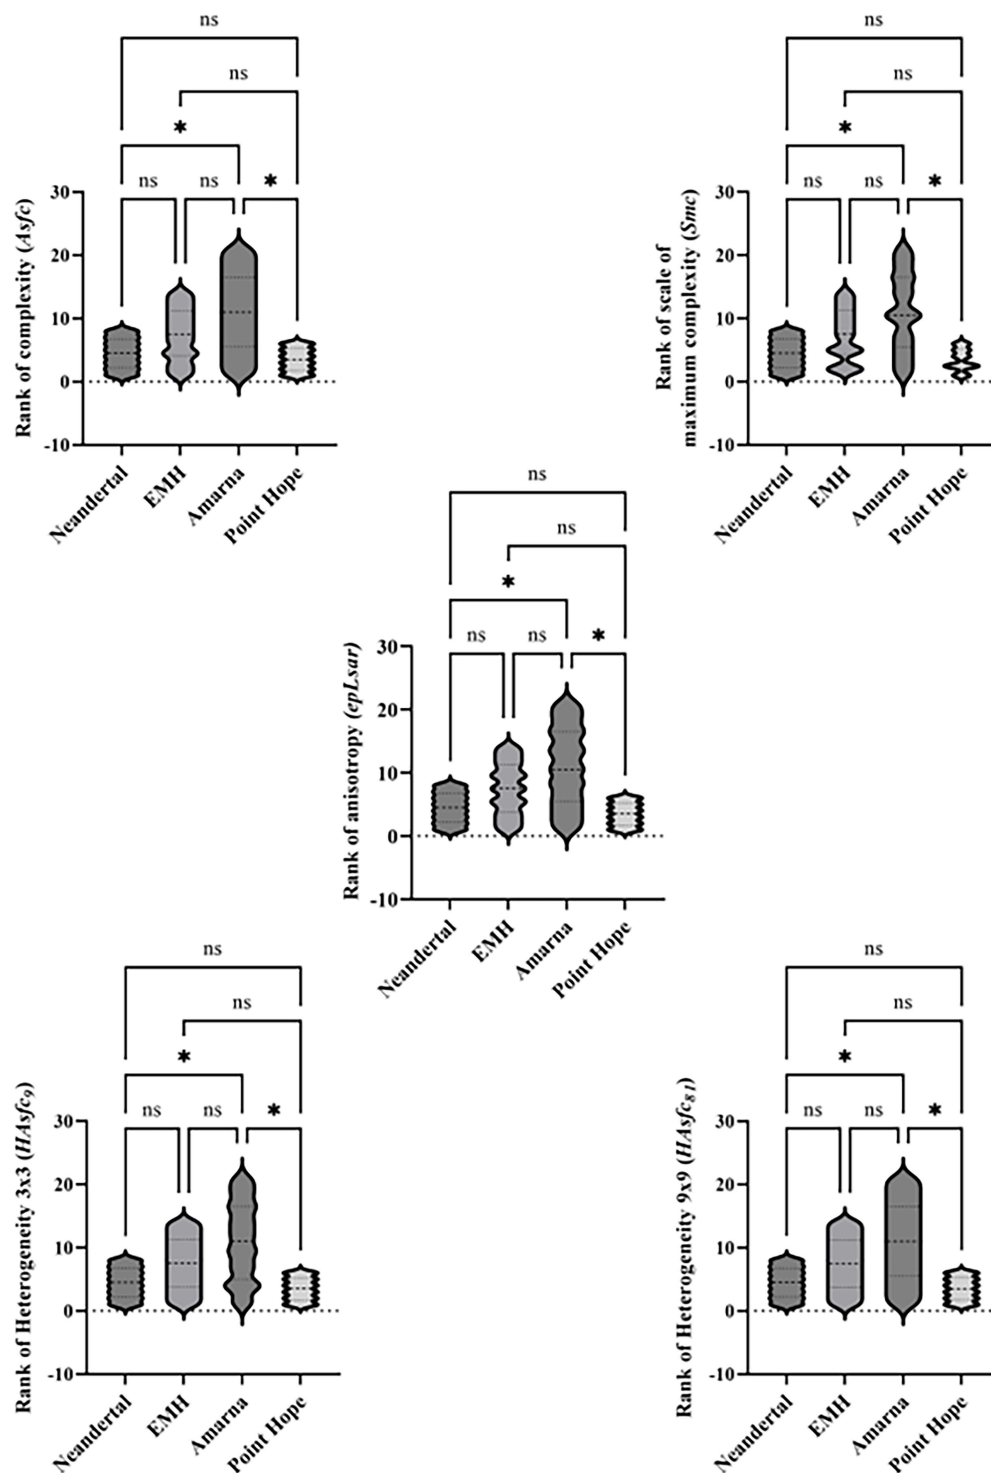 ns
ns
*
ns ns *
Rank of complexity (Asfc)
30
20
10
0
-10
Neandertal
EMH
Amarna
Point Hope
ns
ns
*
ns ns *
Rank of scale of
maximum complexity (Smc)
30
20
10
0
-10
Neandertal
EMH
Amarna
Point Hope
ns
ns
*
ns ns *
Rank of anisotropy (epLsar)
30
20
10
0
-10
Neandertal
EMH
Amarna
Point Hope
ns
ns
*
ns ns *
Rank of Heterogeneity 3x3 (HAsfc₉)
30
20
10
0
-10
Neandertal
EMH
Amarna
Point Hope
ns
ns
*
ns ns *
Rank of Heterogeneity 9x9 (HAsfc₈₁)
30
20
10
0
-10
Neandertal
EMH
Amarna
Point Hope